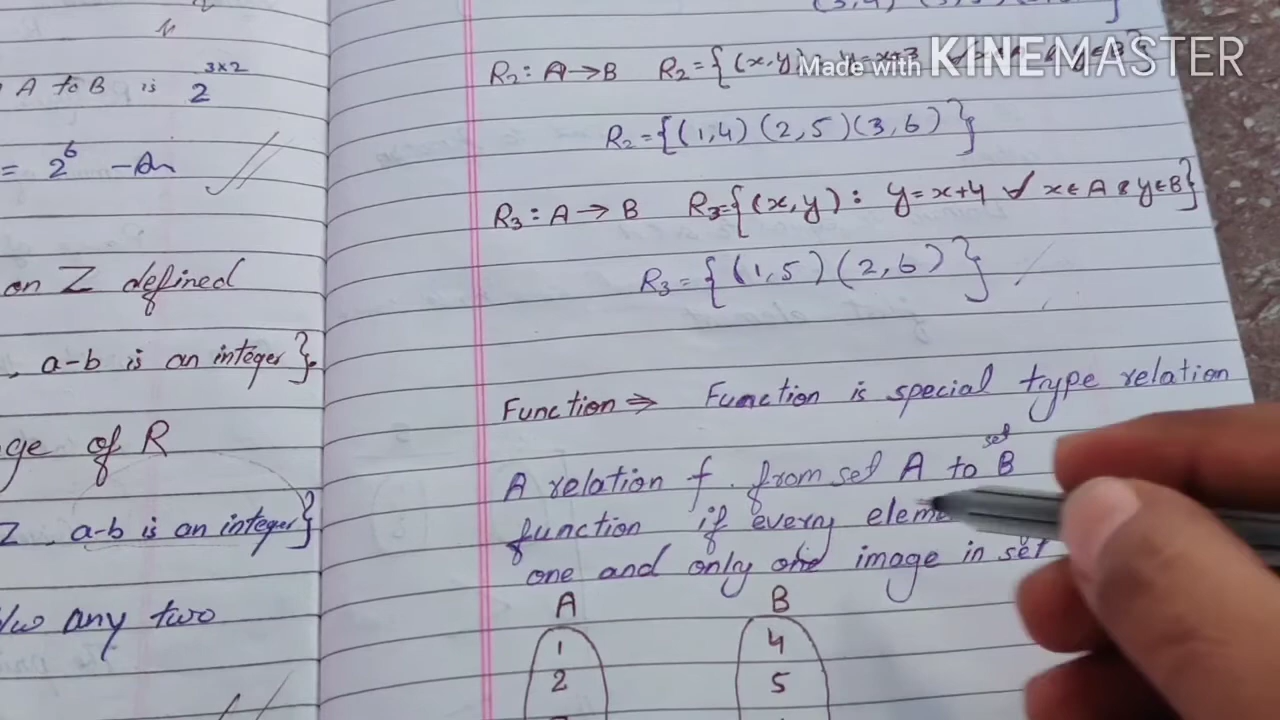 A to B is 2 3×2
= 2^6 - An
on Z defined
, a-b is an integer}.
ge of R
Z, a-b is an integer}
b/w any two
R2 : A → B R2 = { (x, y) y = x+3
Made with KINEMASTER
R2 = { (1,4) (2,5) (3,6) }
R3 : A → B R3 = { (x, y) : y = x+4 ∀ x ∈ A & y ∈ B }
R3 = { (1,5) (2,6) }
Function ⇒ Function is special type relation
A relation f. from set A to set B
function if every eleme
one and only one image in set
A B
1 4
2 5